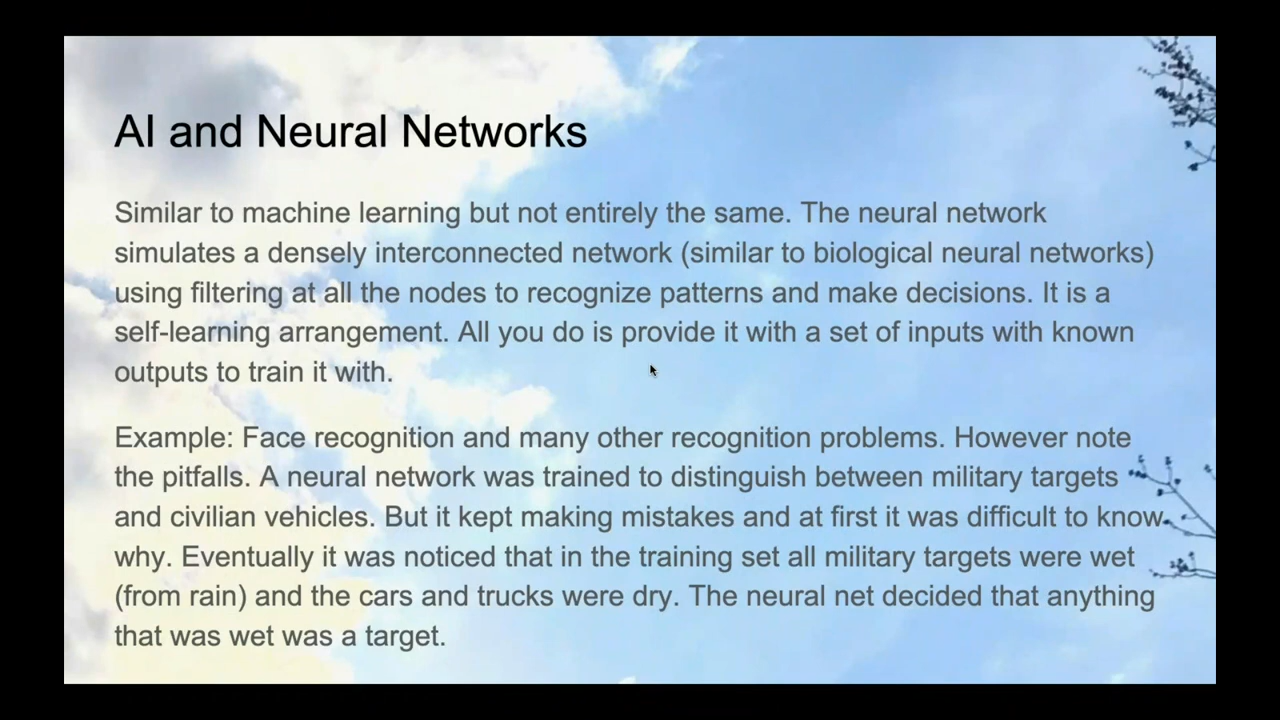 AI and Neural Networks
Similar to machine learning but not entirely the same. The neural network
simulates a densely interconnected network (similar to biological neural networks)
using filtering at all the nodes to recognize patterns and make decisions. It is a
self-learning arrangement. All you do is provide it with a set of inputs with known
outputs to train it with.
Example: Face recognition and many other recognition problems. However note
the pitfalls. A neural network was trained to distinguish between military targets
and civilian vehicles. But it kept making mistakes and at first it was difficult to know
why. Eventually it was noticed that in the training set all military targets were wet
(from rain) and the cars and trucks were dry. The neural net decided that anything
that was wet was a target.